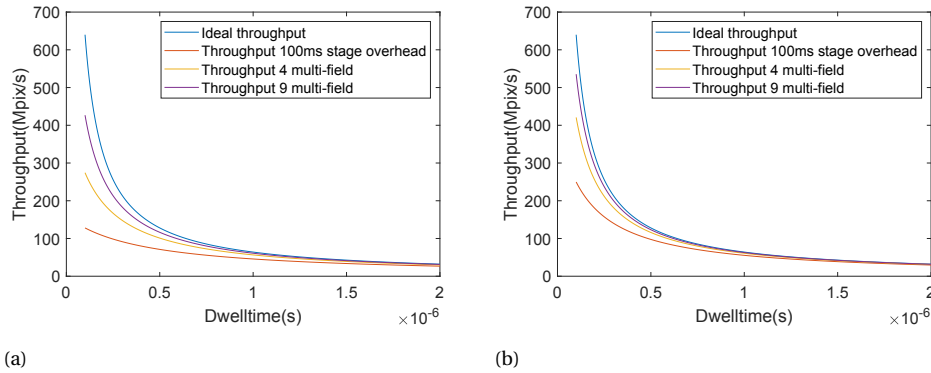 700
600
500
400
300
200
100
0
Throughput(Mpix/s)
Ideal throughput
Throughput 100ms stage overhead
Throughput 4 multi-field
Throughput 9 multi-field
0 0.5 1 1.5 2
Dwelltime(s)
×10⁻⁶
(a)
700
600
500
400
300
200
100
0
Throughput(Mpix/s)
Ideal throughput
Throughput 100ms stage overhead
Throughput 4 multi-field
Throughput 9 multi-field
0 0.5 1 1.5 2
Dwelltime(s)
×10⁻⁶
(b)